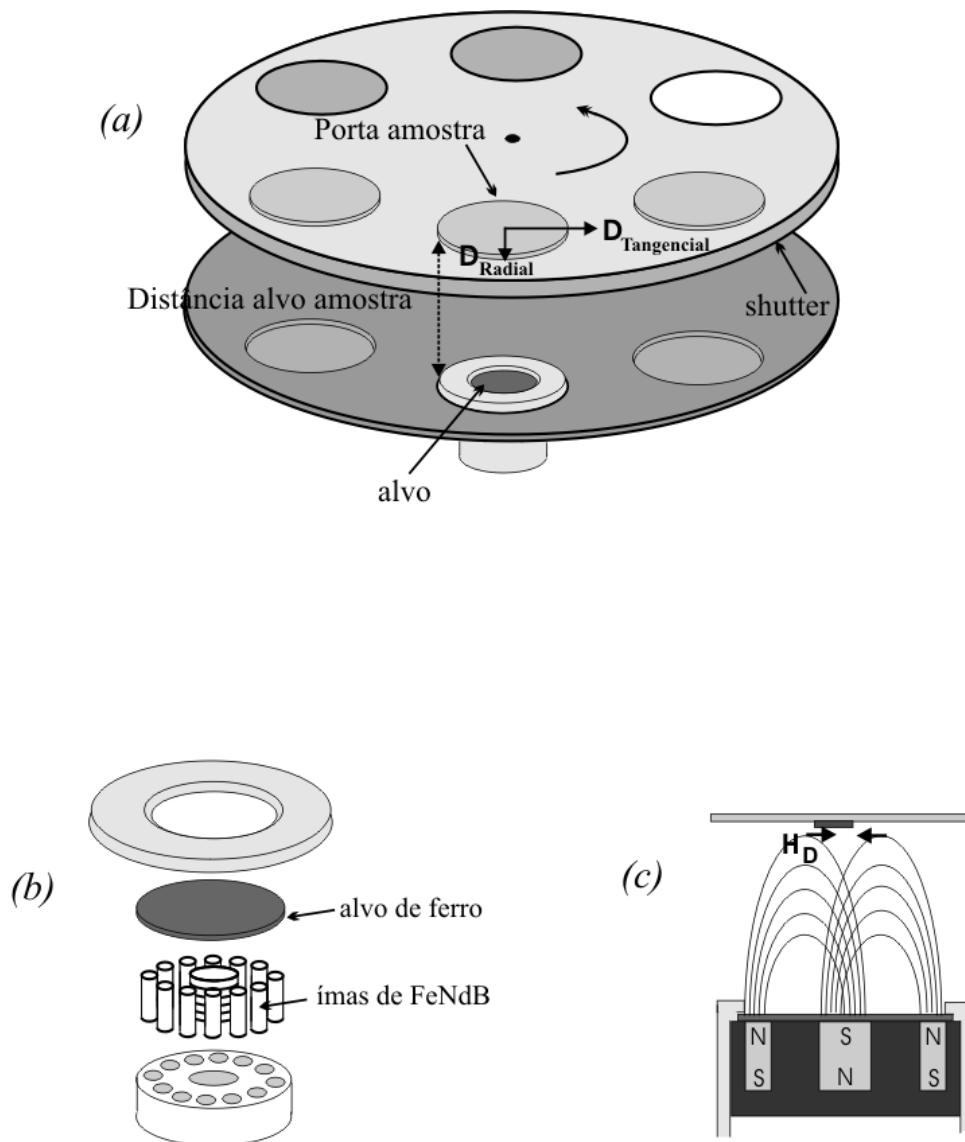 (a)
Porta amostra
D Tangencial
D Radial
Distância alvo amostra
shutter
alvo
(b)
alvo de ferro
ímas de FeNdB
(c)
H D
N S N
S N S